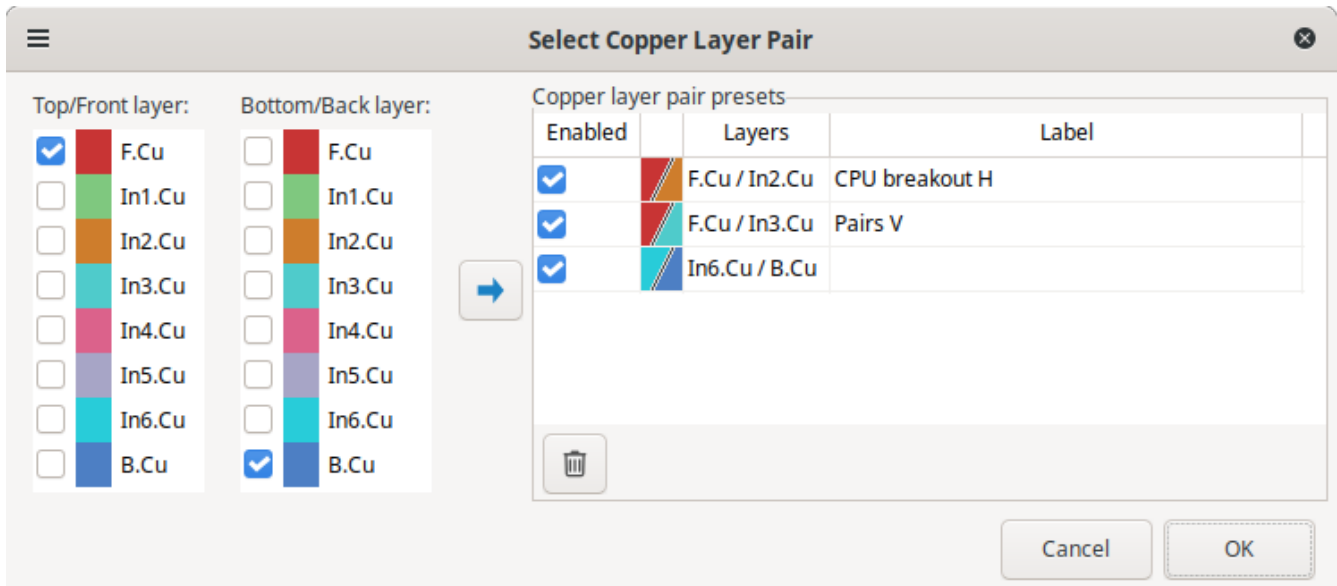 Select Copper Layer Pair
Top/Front layer:
F.Cu
In1.Cu
In2.Cu
In3.Cu
In4.Cu
In5.Cu
In6.Cu
B.Cu
Bottom/Back layer:
F.Cu
In1.Cu
In2.Cu
In3.Cu
In4.Cu
In5.Cu
In6.Cu
B.Cu
Copper layer pair presets
Enabled Layers Label
F.Cu / In2.Cu CPU breakout H
F.Cu / In3.Cu Pairs V
In6.Cu / B.Cu
Cancel OK